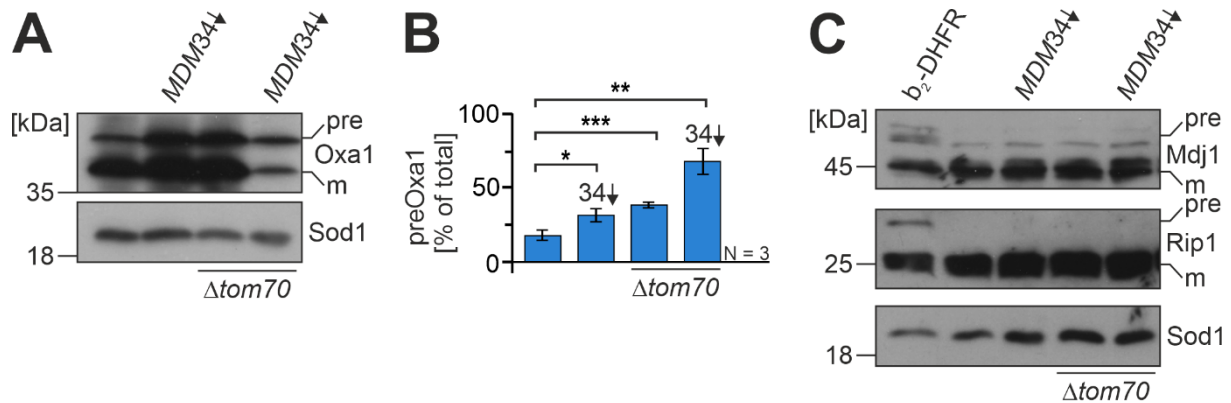 A
MDM34↓
MDM34↓
[kDa]
pre
Oxa1
m
35
Sod1
18
Δtom70
B
preOxa1
[% of total]
100
50
0
*
***
**
34↓
34↓
N = 3
Δtom70
C
b₂-DHFR
MDM34↓
MDM34↓
[kDa]
pre
Mdj1
45
m
pre
Rip1
25
m
Sod1
18
Δtom70